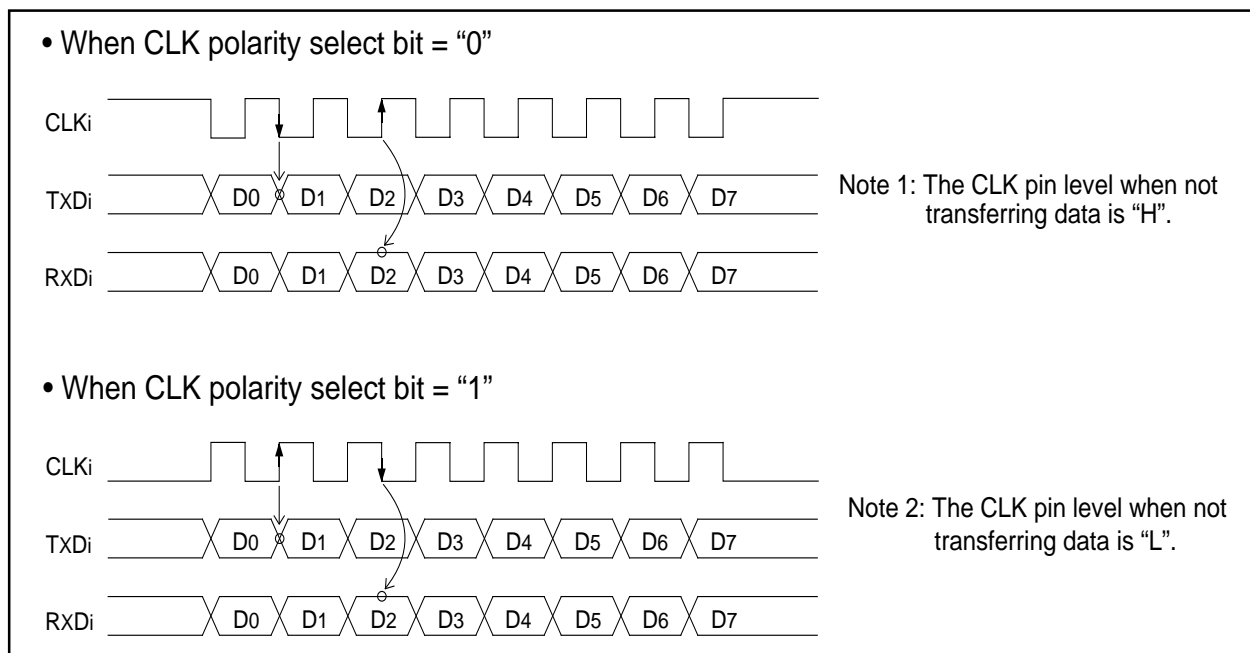 • When CLK polarity select bit = “0”
CLKi
TXDi D0 D1 D2 D3 D4 D5 D6 D7
RXDi D0 D1 D2 D3 D4 D5 D6 D7
Note 1: The CLK pin level when not
transferring data is “H”.
• When CLK polarity select bit = “1”
CLKi
TXDi D0 D1 D2 D3 D4 D5 D6 D7
RXDi D0 D1 D2 D3 D4 D5 D6 D7
Note 2: The CLK pin level when not
transferring data is “L”.